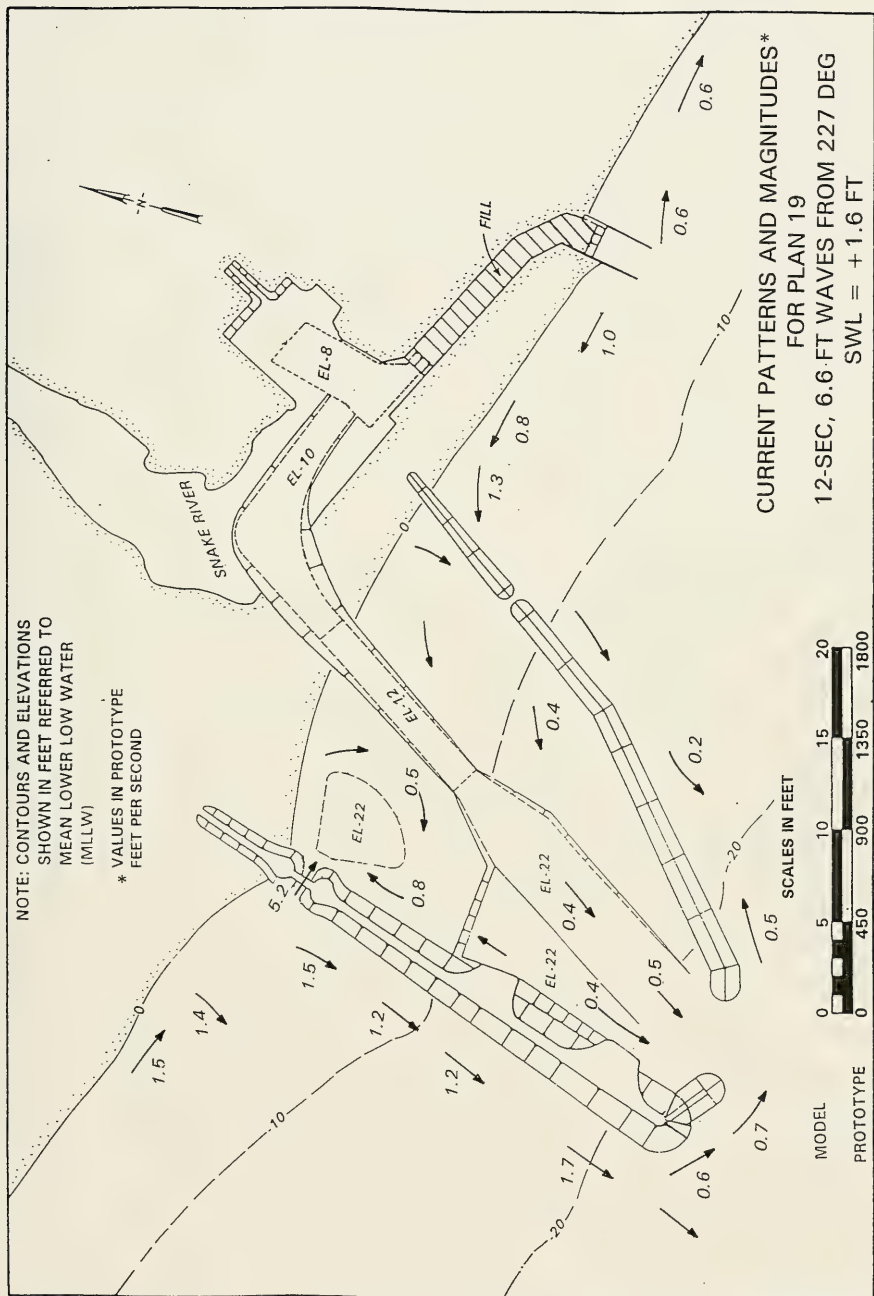 NOTE: CONTOURS AND ELEVATIONS
SHOWN IN FEET REFERRED TO
MEAN LOWER LOW WATER
(MLLW)
* VALUES IN PROTOTYPE
FEET PER SECOND
-N-
SNAKE RIVER
EL-8
EL-10
EL-12
FILL
EL-22
EL-22
EL-22
0
0
-10
-10
-20
-20
5.2
1.5
1.4
1.5
1.2
1.2
1.7
0.6
0.7
0.8
0.5
0.4
0.4
0.5
0.4
0.5
0.2
1.3
0.8
1.0
0.6
0.6
CURRENT PATTERNS AND MAGNITUDES*
FOR PLAN 19
12-SEC, 6.6-FT WAVES FROM 227 DEG
SWL = +1.6 FT
SCALES IN FEET
MODEL 0 5 10 15 20
PROTOTYPE 0 450 900 1350 1800